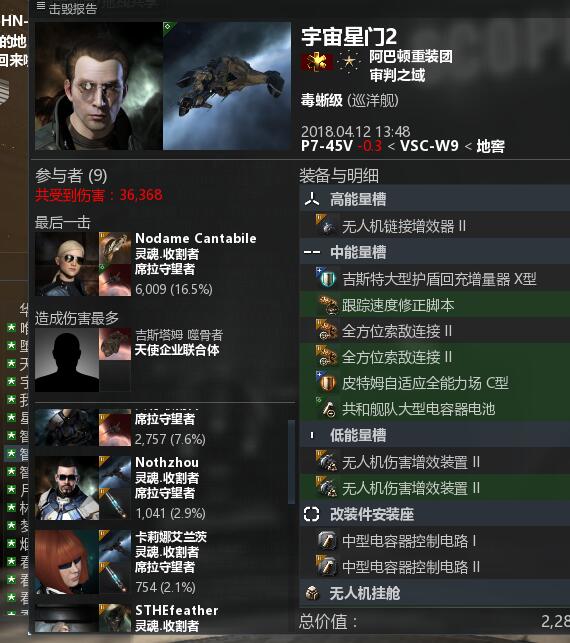 击毁报告
宇宙星门2
阿巴顿重装团
审判之域
毒蜥级 (巡洋舰)
2018.04.12 13:48
P7-45V -0.3 < VSC-W9 < 地窖
参与者 (9)
共受到伤害：36,368
最后一击
Nodame Cantabile
灵魂.收割者
席拉守望者
6,009 (16.5%)
造成伤害最多
吉斯塔姆 噬骨者
天使企业联合体
席拉守望者
2,757 (7.6%)
Nothzhou
灵魂.收割者
席拉守望者
1,041 (2.9%)
卡莉娜艾兰茨
灵魂.收割者
席拉守望者
754 (2.1%)
STHEfeather
灵魂.收割者
装备与明细
高能量槽
无人机链接增效器 II
中能量槽
吉斯特大型护盾回充增量器 X型
跟踪速度修正脚本
全方位索敌连接 II
全方位索敌连接 II
皮特姆自适应全能力场 C型
共和舰队大型电容器电池
低能量槽
无人机伤害增效装置 II
无人机伤害增效装置 II
改装件安装座
中型电容器控制电路 I
中型电容器控制电路 II
无人机挂舱
总价值：
2,28
HN-
的地
回来